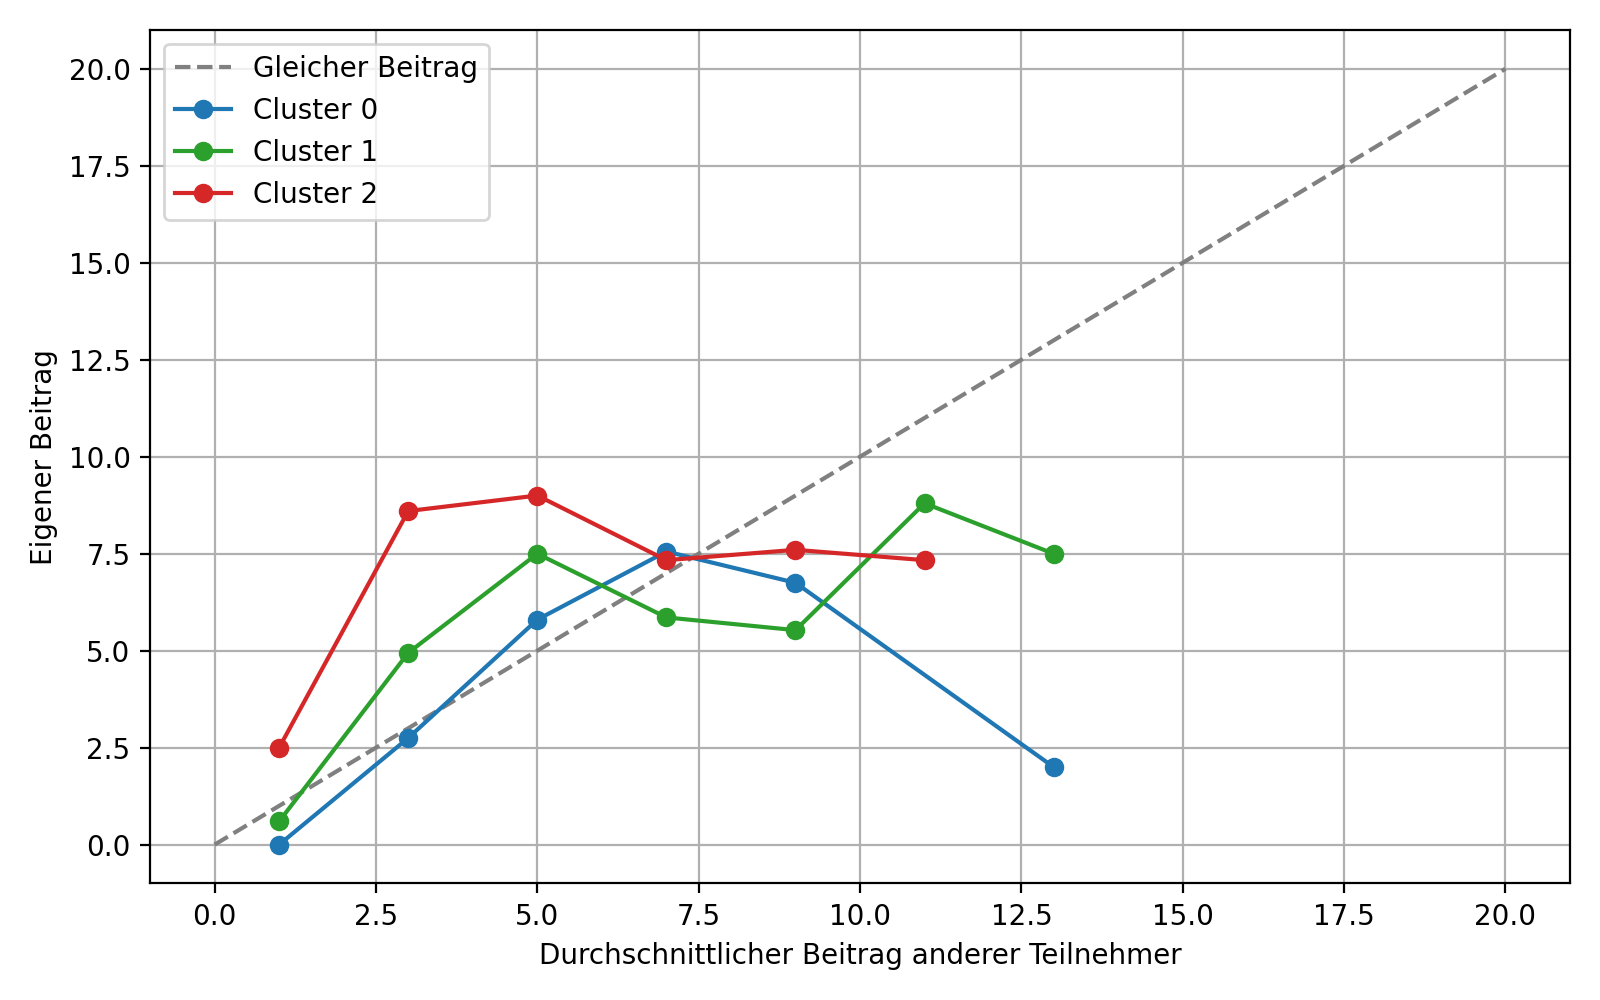 Gleicher Beitrag
Cluster 0
Cluster 1
Cluster 2
20.0
17.5
15.0
12.5
10.0
7.5
5.0
2.5
0.0
Eigener Beitrag
0.0 2.5 5.0 7.5 10.0 12.5 15.0 17.5 20.0
Durchschnittlicher Beitrag anderer Teilnehmer